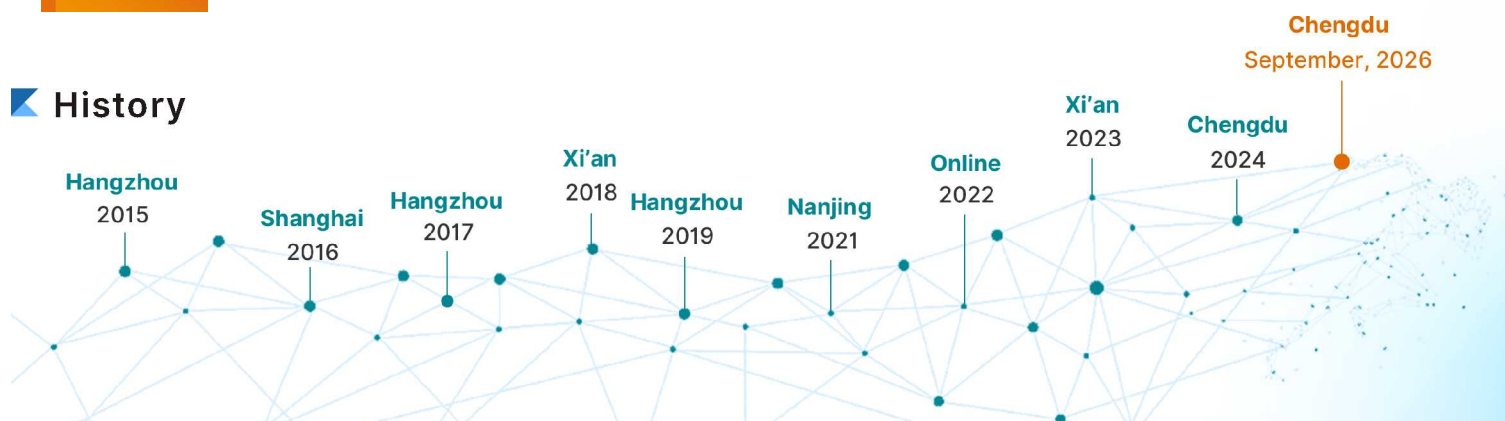 History
Hangzhou
2015
Shanghai
2016
Hangzhou
2017
Xi’an
2018
Hangzhou
2019
Nanjing
2021
Online
2022
Xi’an
2023
Chengdu
2024
Chengdu
September, 2026